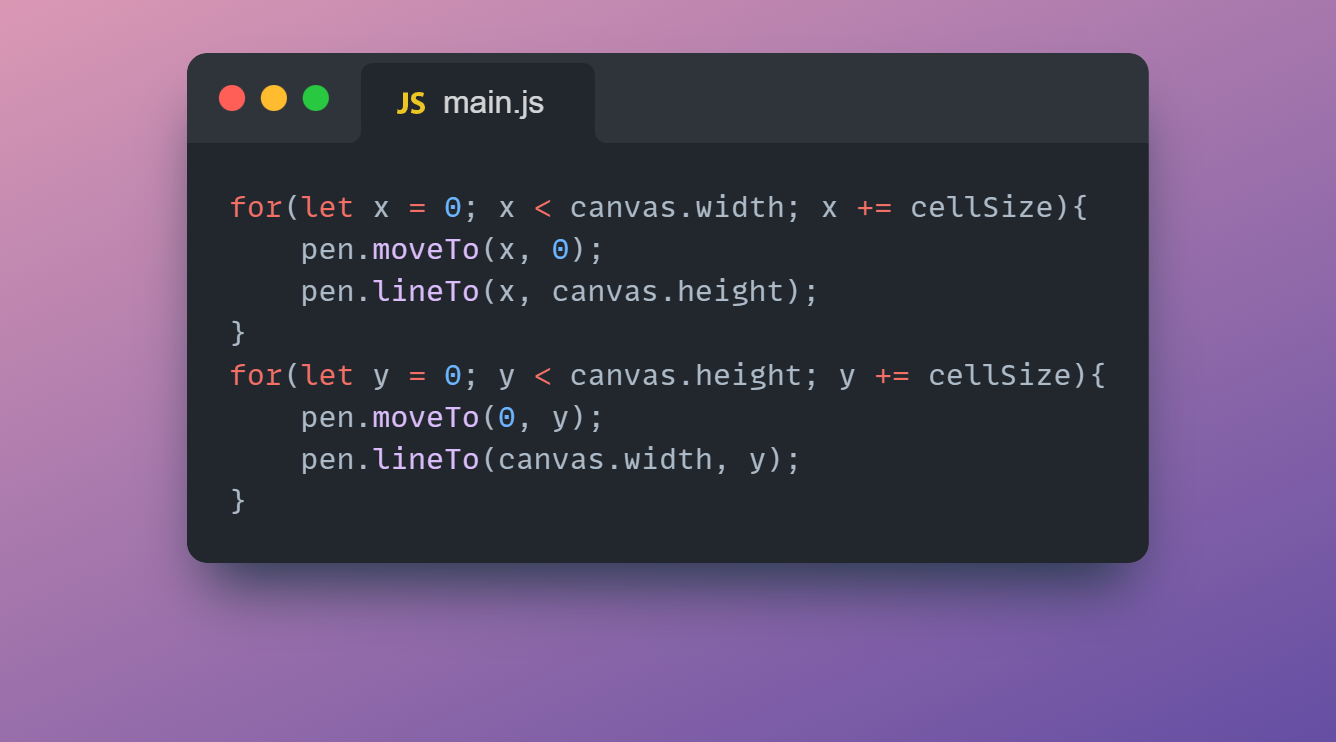 JS main.js
for(let x = 0; x < canvas.width; x += cellSize){
    pen.moveTo(x, 0);
    pen.lineTo(x, canvas.height);
}
for(let y = 0; y < canvas.height; y += cellSize){
    pen.moveTo(0, y);
    pen.lineTo(canvas.width, y);
}